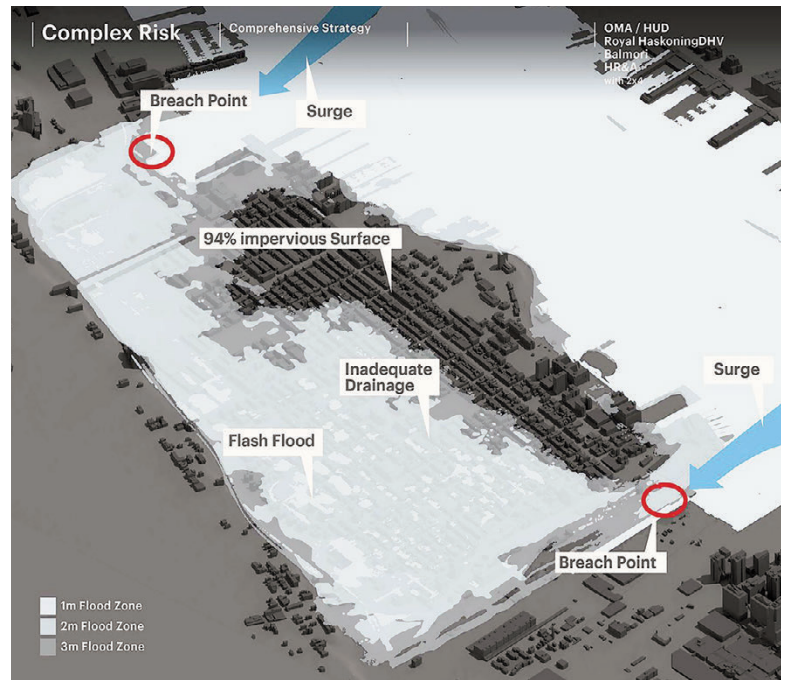 Complex Risk
Comprehensive Strategy
OMA / HUD
Royal HaskoningDHV
Balmori
HR&A
with 2x4
Breach Point
Surge
94% impervious Surface
Inadequate
Drainage
Surge
Flash Flood
Breach Point
1m Flood Zone
2m Flood Zone
3m Flood Zone